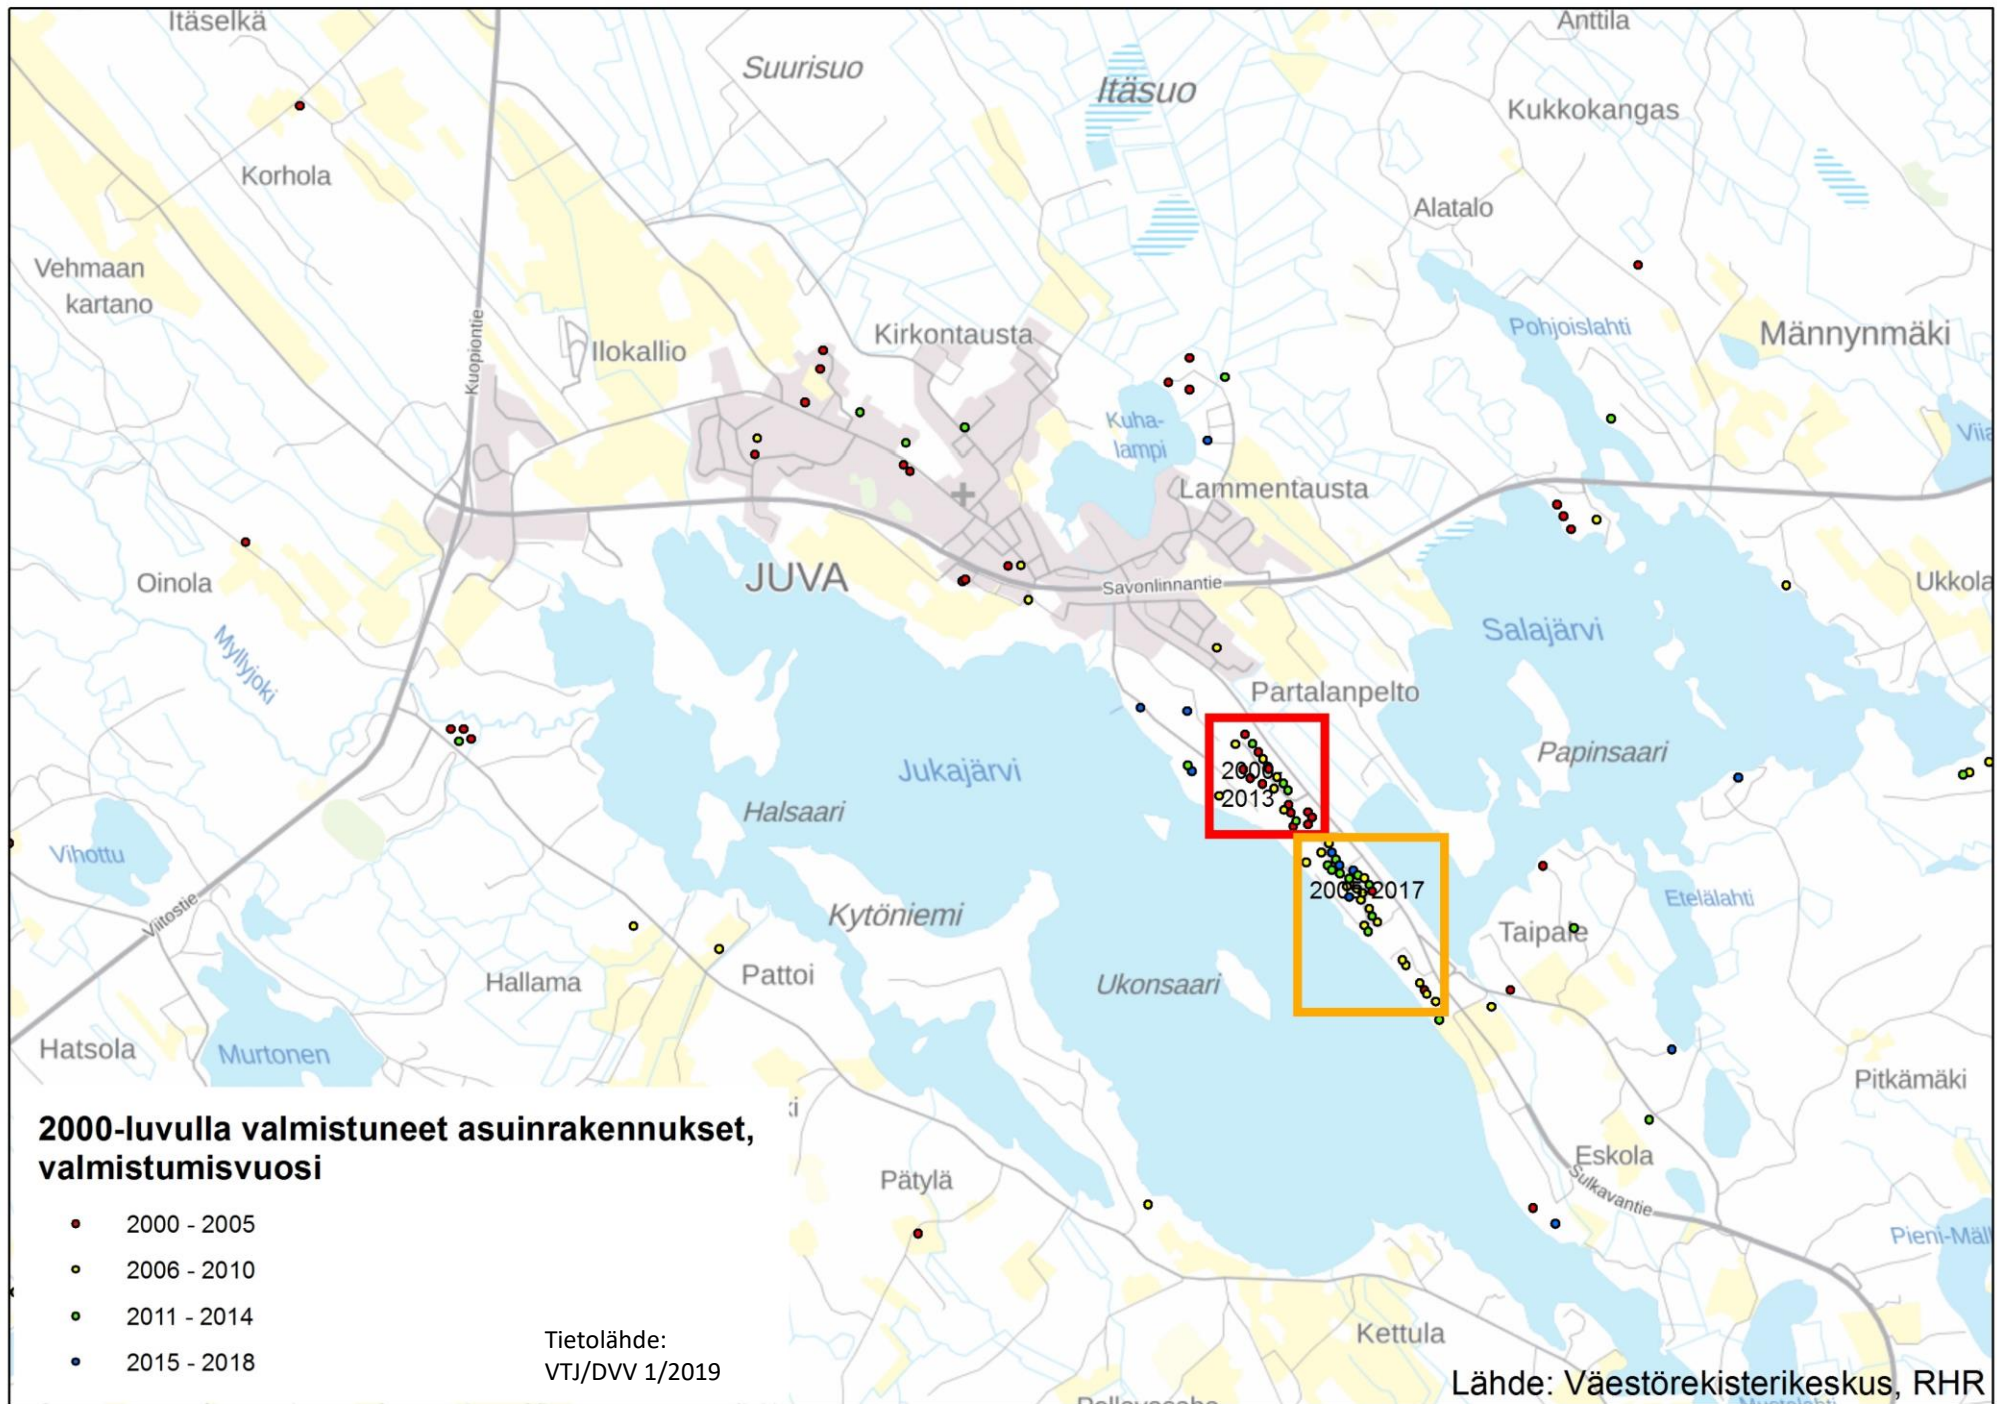 Itäselkä
Anttila
Suurisuo
Itäsuo
Kukkokangas
Korhola
Alatalo
Vehmaan
kartano
Kuopiontie
Ilokallio
Kirkontausta
Pohjoislahti
Männynmäki
Kuha-
lampi
Viia
Lammentausta
Oinola
JUVA
Savonlinnantie
Ukkola
Myllyjoki
Salajärvi
Partalanpelto
Papinsaari
Jukajärvi
Halsaari
2013
Vihottu
2017
Etelälahti
Viitostie
Kytöniemi
Taipale
Hallama
Pattoi
Ukonsaari
Hatsola
Murtonen
Pitkämäki
2000-luvulla valmistuneet asuinrakennukset,
valmistumisvuosi
2000 - 2005
2006 - 2010
2011 - 2014
2015 - 2018
Tietolähde:
VTJ/DVV 1/2019
Pätylä
Eskola
Sulkavantie
Pieni-Mäl
Kettula
Lähde: Väestörekisterikeskus, RHR